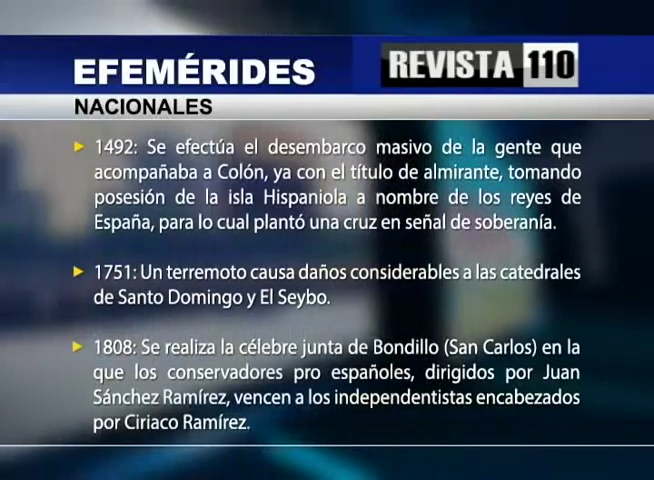 EFEMÉRIDES
REVISTA 110
NACIONALES
1492: Se efectúa el desembarco masivo de la gente que
acompañaba a Colón, ya con el título de almirante, tomando
posesión de la isla Hispaniola a nombre de los reyes de
España, para lo cual plantó una cruz en señal de soberanía.
1751: Un terremoto causa daños considerables a las catedrales
de Santo Domingo y El Seybo.
1808: Se realiza la célebre junta de Bondillo (San Carlos) en la
que los conservadores pro españoles, dirigidos por Juan
Sánchez Ramírez, vencen a los independentistas encabezados
por Ciriaco Ramírez.